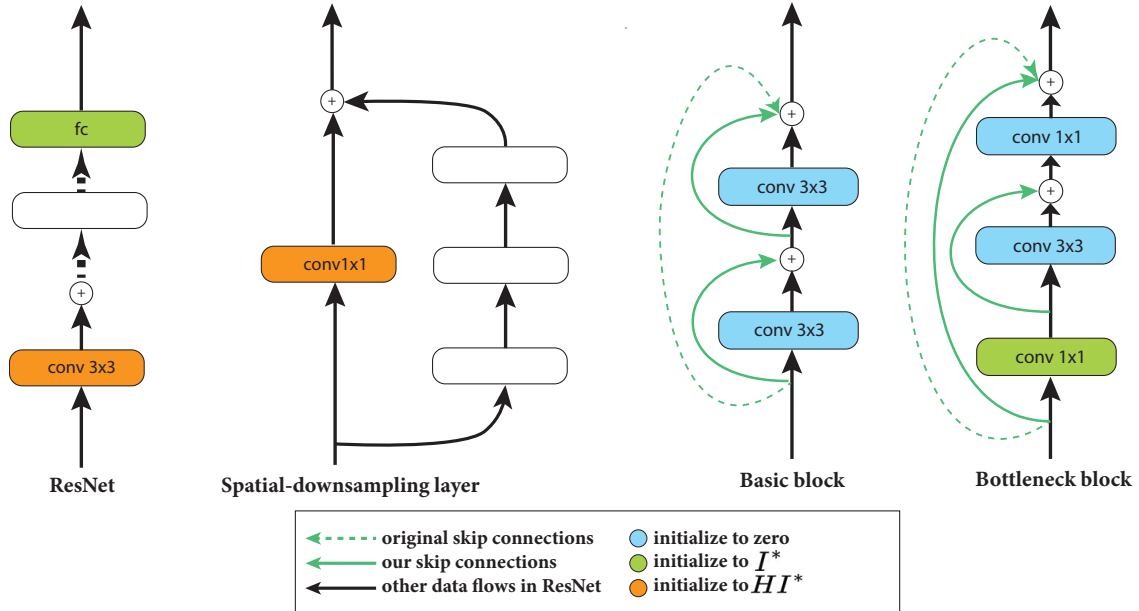 fc
+
conv 3x3
ResNet
+
conv1x1
Spatial-downsampling layer
+
conv 3x3
+
conv 3x3
Basic block
+
conv 1x1
+
conv 3x3
conv 1x1
Bottleneck block
original skip connections
our skip connections
other data flows in ResNet
initialize to zero
initialize to I*
initialize to HI*